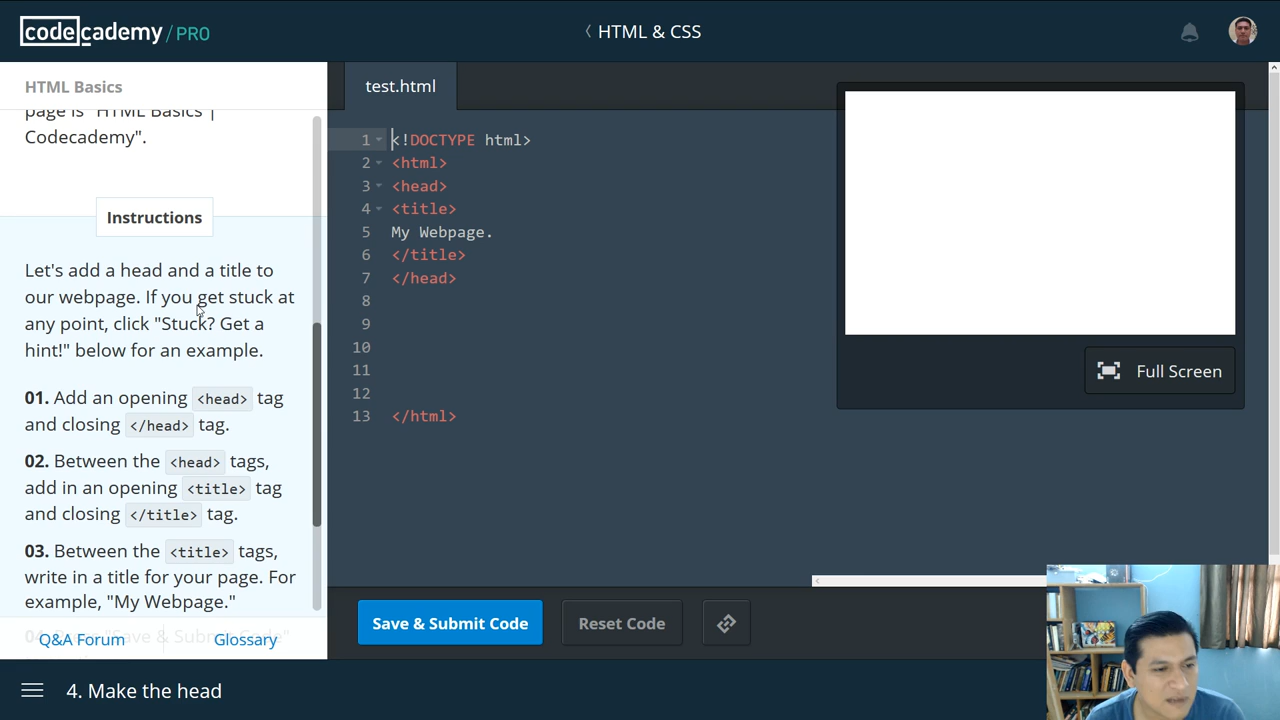 codecademy / PRO
HTML & CSS
HTML Basics
page is "HTML Basics |
Codecademy".
Instructions
Let's add a head and a title to
our webpage. If you get stuck at
any point, click "Stuck? Get a
hint!" below for an example.
01. Add an opening <head> tag
and closing </head> tag.
02. Between the <head> tags,
add in an opening <title> tag
and closing </title> tag.
03. Between the <title> tags,
write in a title for your page. For
example, "My Webpage."
Q&A Forum
Glossary
test.html
1 <!DOCTYPE html>
2 <html>
3 <head>
4 <title>
5 My Webpage.
6 </title>
7 </head>
8
9
10
11
12
13 </html>
Full Screen
Save & Submit Code
Reset Code
4. Make the head